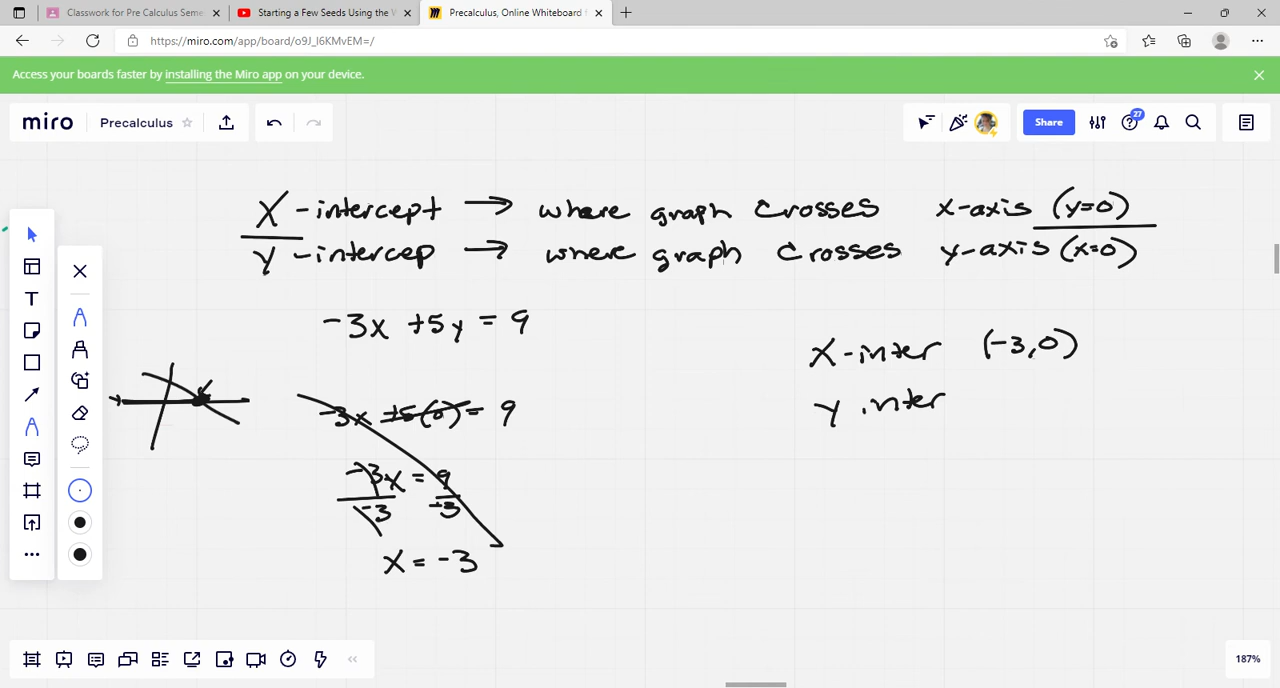 Classwork for Pre Calculus Seme
Starting a Few Seeds Using the W
Precalculus, Online Whiteboard f
https://miro.com/app/board/o9J_l6KMvEM=/
Access your boards faster by installing the Miro app on your device.
miro
Precalculus
Share
27
X-intercept → where graph crosses x-axis (y=0)
Y-intercep → where graph crosses y-axis (x=0)
-3x +5y = 9
X-inter (-3,0)
-3x +5(0) = 9
y inter
-3x = 9
-3 -3
x = -3
187%